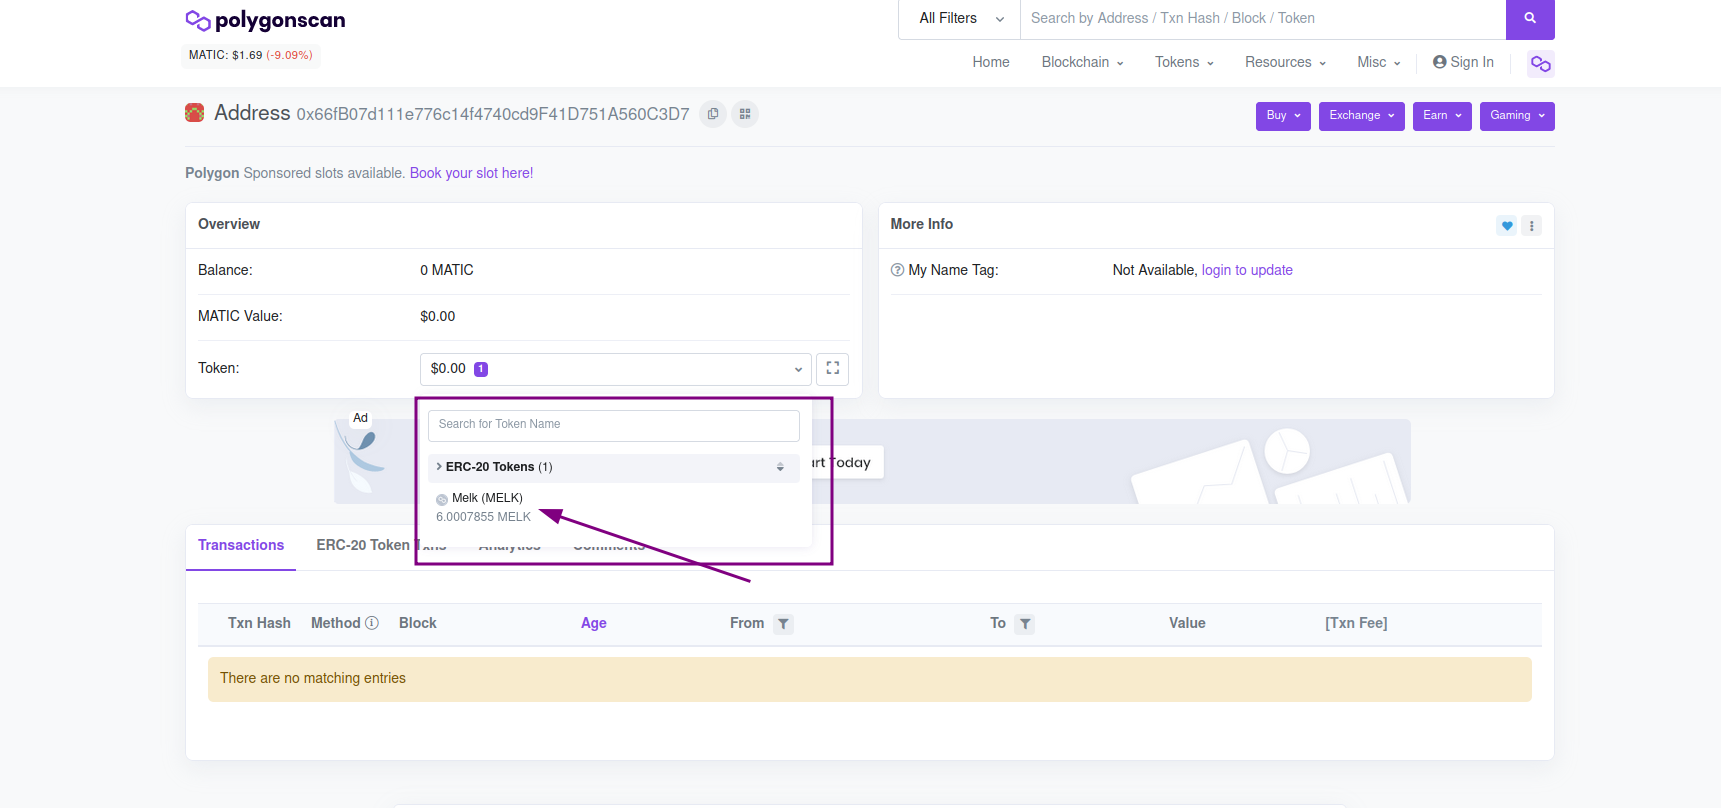 polygonscan
All Filters
Search by Address / Txn Hash / Block / Token
MATIC: $1.69 (-9.09%)
Home Blockchain Tokens Resources Misc Sign In
Address 0x66fB07d111e776c14f4740cd9F41D751A560C3D7
Buy Exchange Earn Gaming
Polygon Sponsored slots available. Book your slot here!
Overview
Balance: 0 MATIC
MATIC Value: $0.00
Token: $0.00 1
More Info
My Name Tag: Not Available, login to update
Ad
Search for Token Name
ERC-20 Tokens (1)
Melk (MELK)
6.0007855 MELK
art Today
Transactions ERC-20 Token Txns Analytics Comments
Txn Hash Method Block Age From To Value [Txn Fee]
There are no matching entries